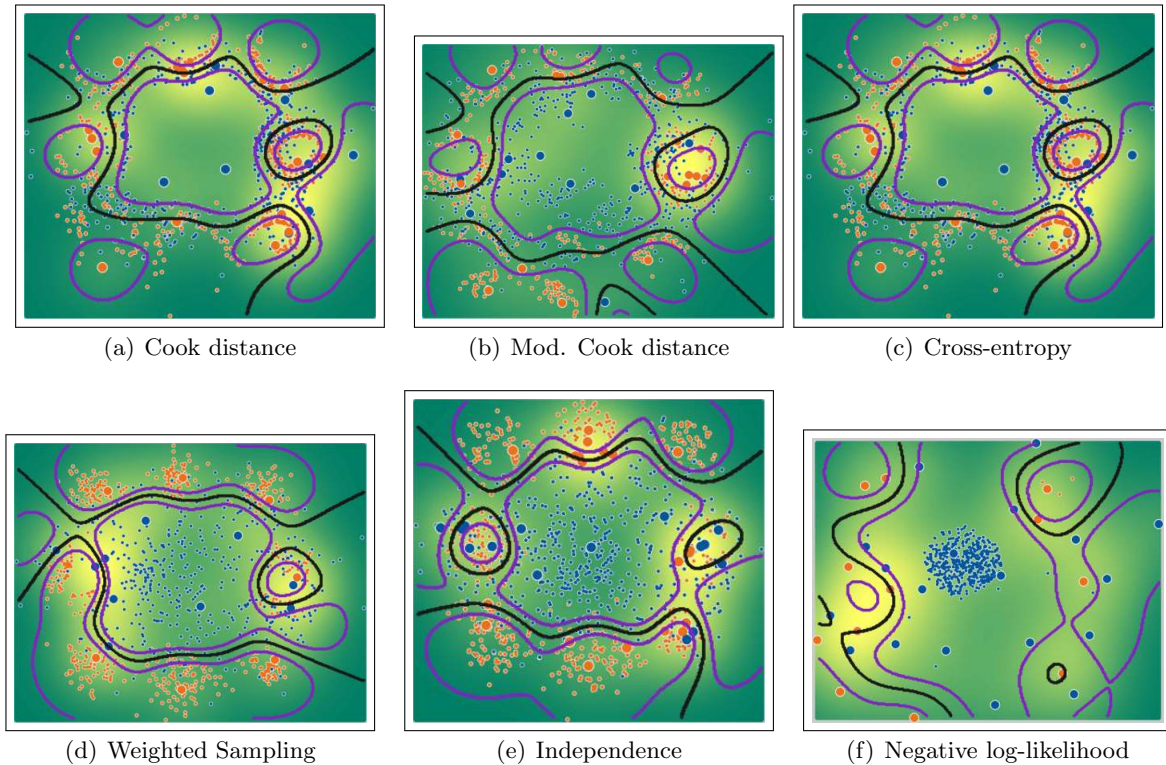 (a) Cook distance
(b) Mod. Cook distance
(c) Cross-entropy
(d) Weighted Sampling
(e) Independence
(f) Negative log-likelihood